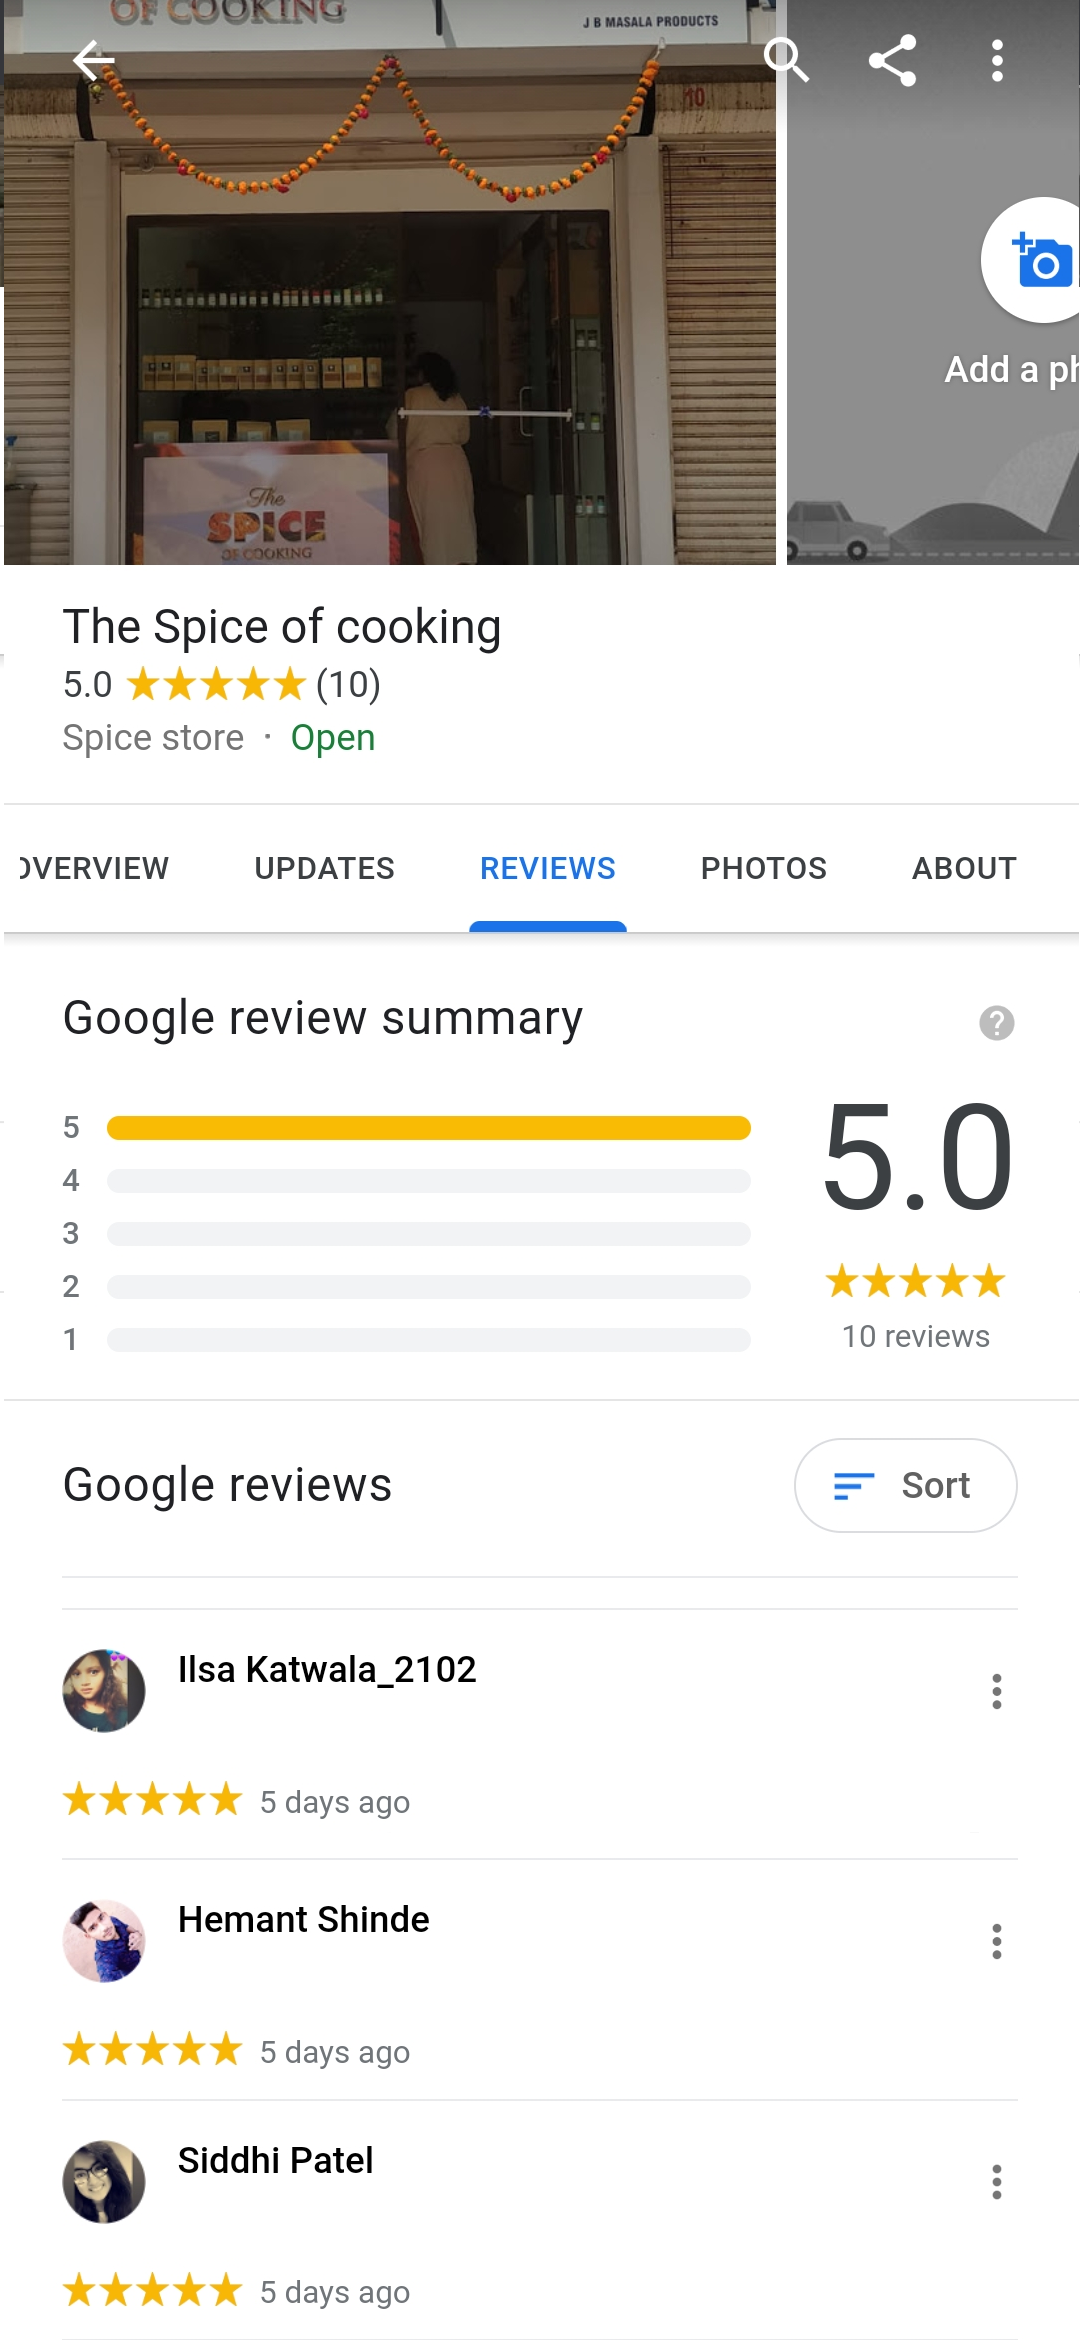 OF COOKING
J B MASALA PRODUCTS
10
Add a ph
The
SPICE
OF COOKING
The Spice of cooking
5.0 (10)
Spice store · Open
OVERVIEW UPDATES REVIEWS PHOTOS ABOUT
Google review summary
?
5
4
3
2
1
5.0
10 reviews
Google reviews
Sort
Ilsa Katwala_2102
5 days ago
Hemant Shinde
5 days ago
Siddhi Patel
5 days ago